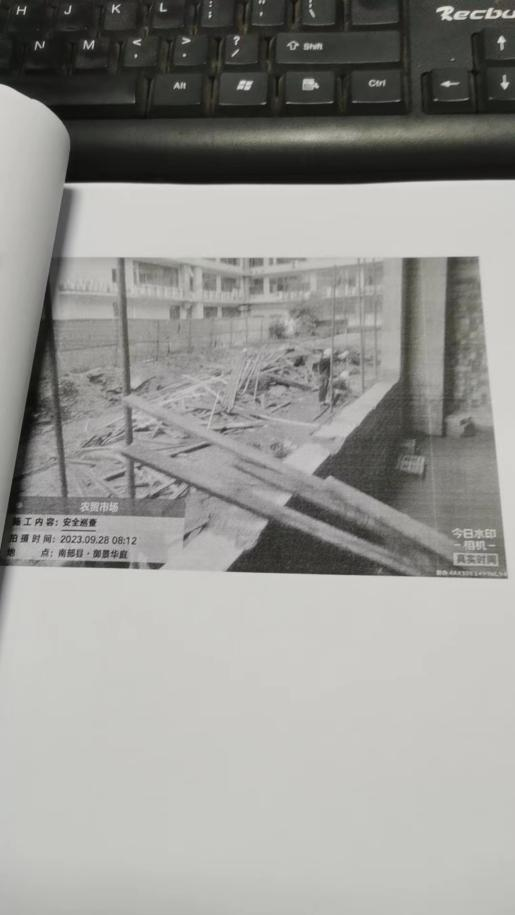 H J K L : ; " ' | \
Recbu
N M < , > . ? / ⇧ Shift ↑
Alt Ctrl ← ↓
农贸市场
施工内容: 安全巡查
拍摄时间: 2023.09.28 08:12
地 点: 南部县·御景华庭
今日水印
-相机-
真实时间